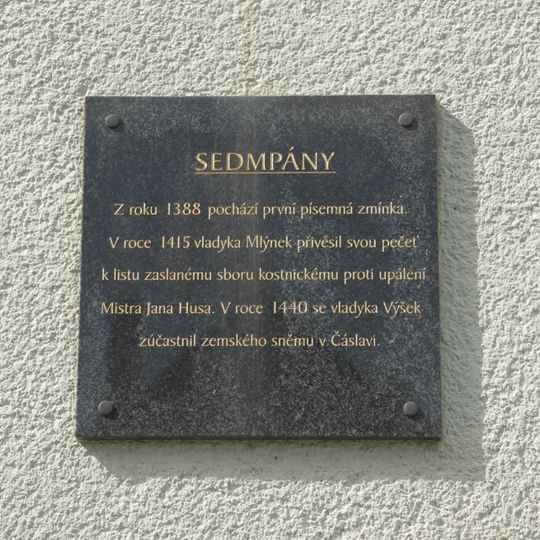 SEDMPÁNY
Z roku 1388 pochází první písemná zmínka.
V roce 1415 vladyka Mlýnek přivěsil svou pečeť
k listu zaslanému sboru kostnickému proti upálení
Mistra Jana Husa. V roce 1440 se vladyka Výšek
zúčastnil zemského sněmu v Čáslavi.